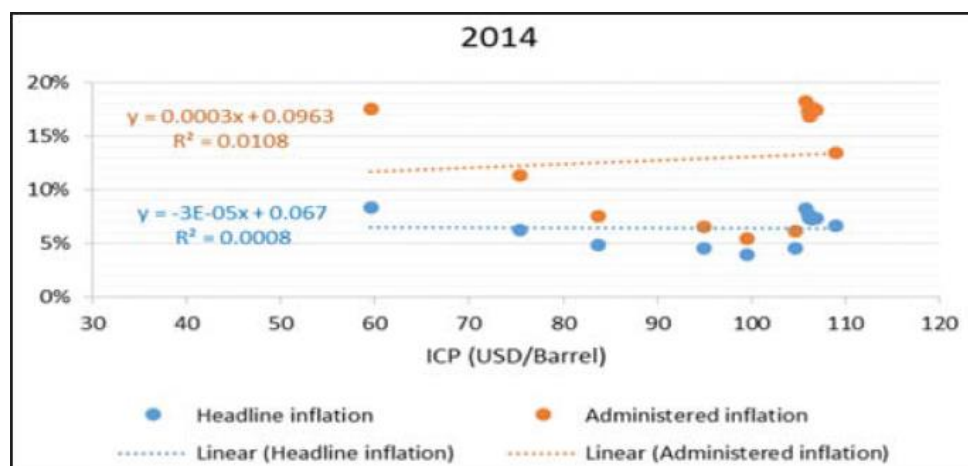 2014
20%
15%
10%
5%
0%
y = 0.0003x + 0.0963
R² = 0.0108
y = -3E-05x + 0.067
R² = 0.0008
30 40 50 60 70 80 90 100 110 120
ICP (USD/Barrel)
Headline inflation Administered inflation
Linear (Headline inflation) Linear (Administered inflation)